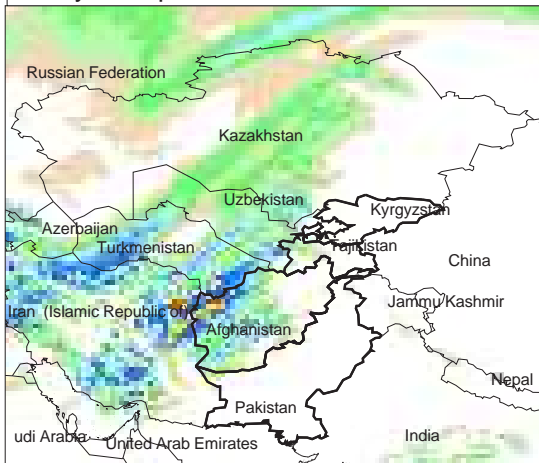 Russian Federation
Kazakhstan
Uzbekistan
Kyrgyzstan
Azerbaijan
Turkmenistan
Tajikistan
China
Jammu/Kashmir
Iran (Islamic Republic of)
Afghanistan
Nepal
Pakistan
udi Arabia
United Arab Emirates
India